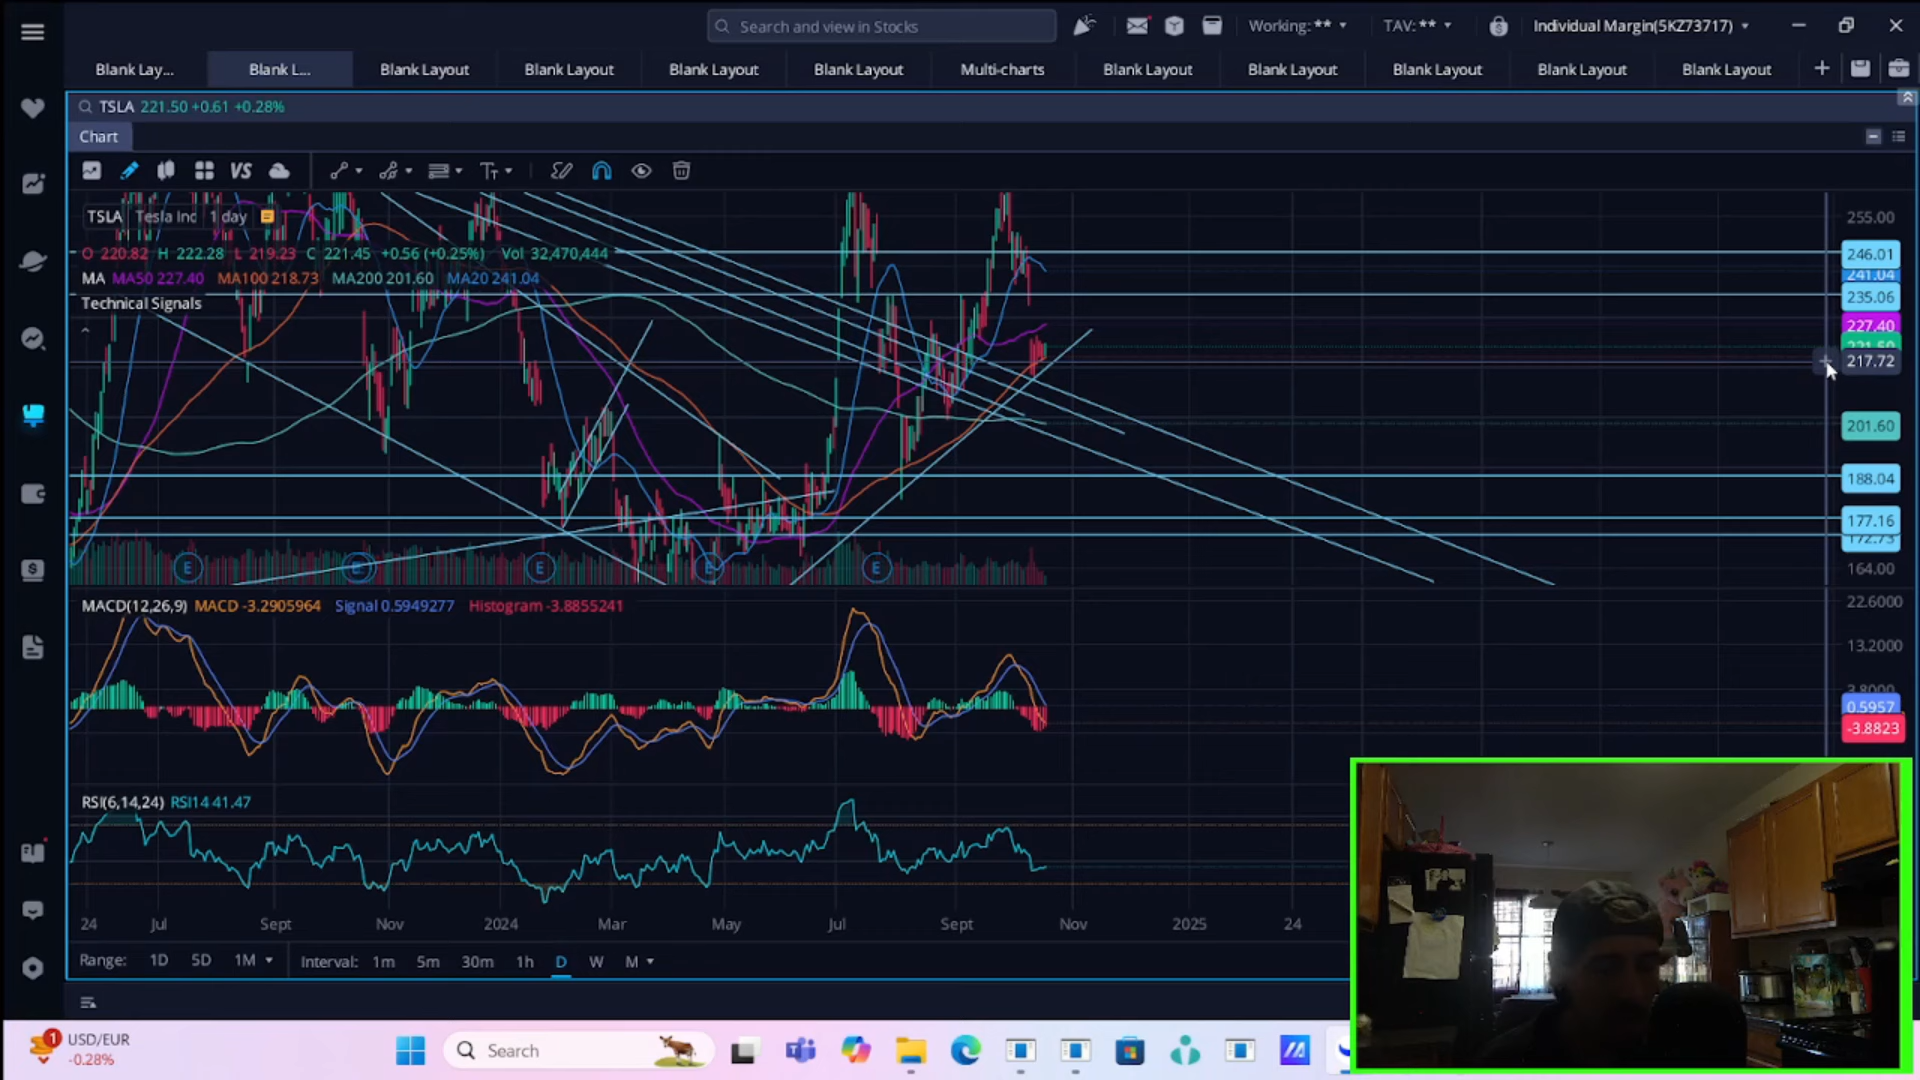 Search and view in Stocks
Working: **
TAV: **
Individual Margin(5KZ73717)
Blank Lay...
Blank L...
Blank Layout
Blank Layout
Blank Layout
Blank Layout
Multi-charts
Blank Layout
Blank Layout
Blank Layout
Blank Layout
Blank Layout
TSLA 221.50 +0.61 +0.28%
Chart
VS
TSLA Tesla Inc 1 day
O 220.82 H 222.28 L 219.23 C 221.45 +0.56 (+0.25%) Vol 32,470,444
MA MA50 227.40 MA100 218.73 MA200 201.60 MA20 241.04
Technical Signals
255.00
246.01
241.04
235.06
227.40
221.50
217.72
201.60
188.04
177.16
172.73
164.00
E E E E E
MACD(12,26,9) MACD -3.2905964 Signal 0.5949277 Histogram -3.8855241
22.6000
13.2000
3.8000
0.5957
-3.8823
RSI(6,14,24) RSI14 41.47
24 Jul Sept Nov 2024 Mar May Jul Sept Nov 2025 24
Range: 1D 5D 1M Interval: 1m 5m 30m 1h D W M
1
USD/EUR
-0.28%
Search